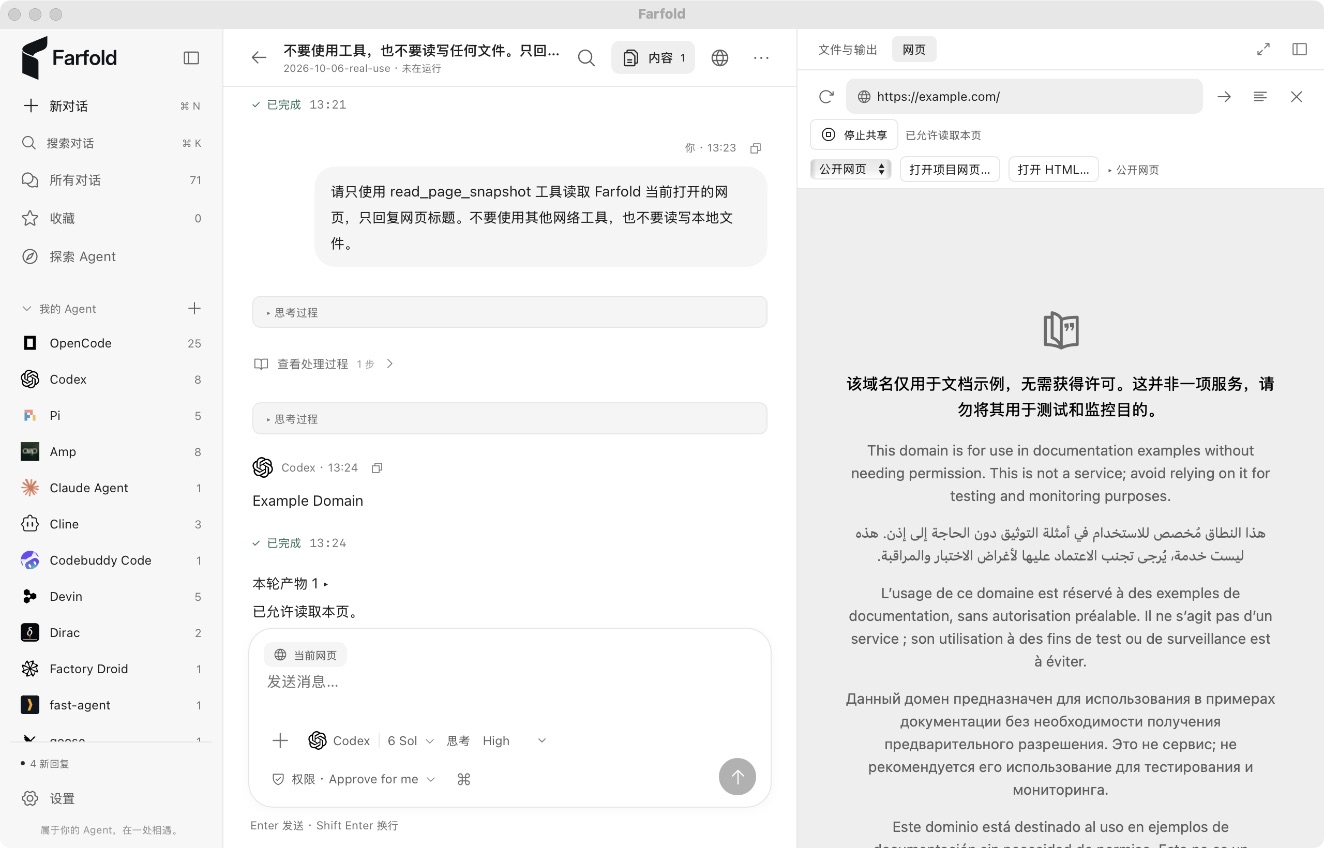 Farfold
Farfold
新对话
⌘ N
搜索对话
⌘ K
所有对话
71
收藏
0
探索 Agent
我的 Agent
OpenCode
25
Codex
8
Pi
5
Amp
8
Claude Agent
1
Cline
3
Codebuddy Code
1
Devin
5
Dirac
2
Factory Droid
1
fast-agent
1
goose
1
4 新回复
设置
属于你的 Agent，在一处相遇。
不要使用工具，也不要读写任何文件。只回...
2026-10-06-real-use · 未在运行
内容 1
✓ 已完成 13:21
你 · 13:23
请只使用 read_page_snapshot 工具读取 Farfold 当前打开的网
页，只回复网页标题。不要使用其他网络工具，也不要读写本地文
件。
思考过程
查看处理过程 1 步
思考过程
Codex · 13:24
Example Domain
✓ 已完成 13:24
本轮产物 1
已允许读取本页。
当前网页
发送消息...
Codex
6 Sol
思考
High
权限 · Approve for me
⌘
Enter 发送 · Shift Enter 换行
文件与输出
网页
https://example.com/
停止共享
已允许读取本页
公开网页
打开项目网页...
打开 HTML...
公开网页
该域名仅用于文档示例，无需获得许可。这并非一项服务，请
勿将其用于测试和监控目的。
This domain is for use in documentation examples without
needing permission. This is not a service; avoid relying on it for
testing and monitoring purposes.
هذا النطاق مُخصص للاستخدام في أمثلة التوثيق دون الحاجة إلى إذن. هذه
ليست خدمة، يُرجى تجنب الاعتماد عليها لأغراض الاختبار والمراقبة.
L’usage de ce domaine est réservé à des exemples de
documentation, sans autorisation préalable. Il ne s’agit pas d’un
service ; son utilisation à des fins de test ou de surveillance est
à éviter.
Данный домен предназначен для использования в примерах
документации без необходимости получения
предварительного разрешения. Это не сервис; не
рекомендуется его использование для тестирования и
мониторинга.
Este dominio está destinado al uso en ejemplos de